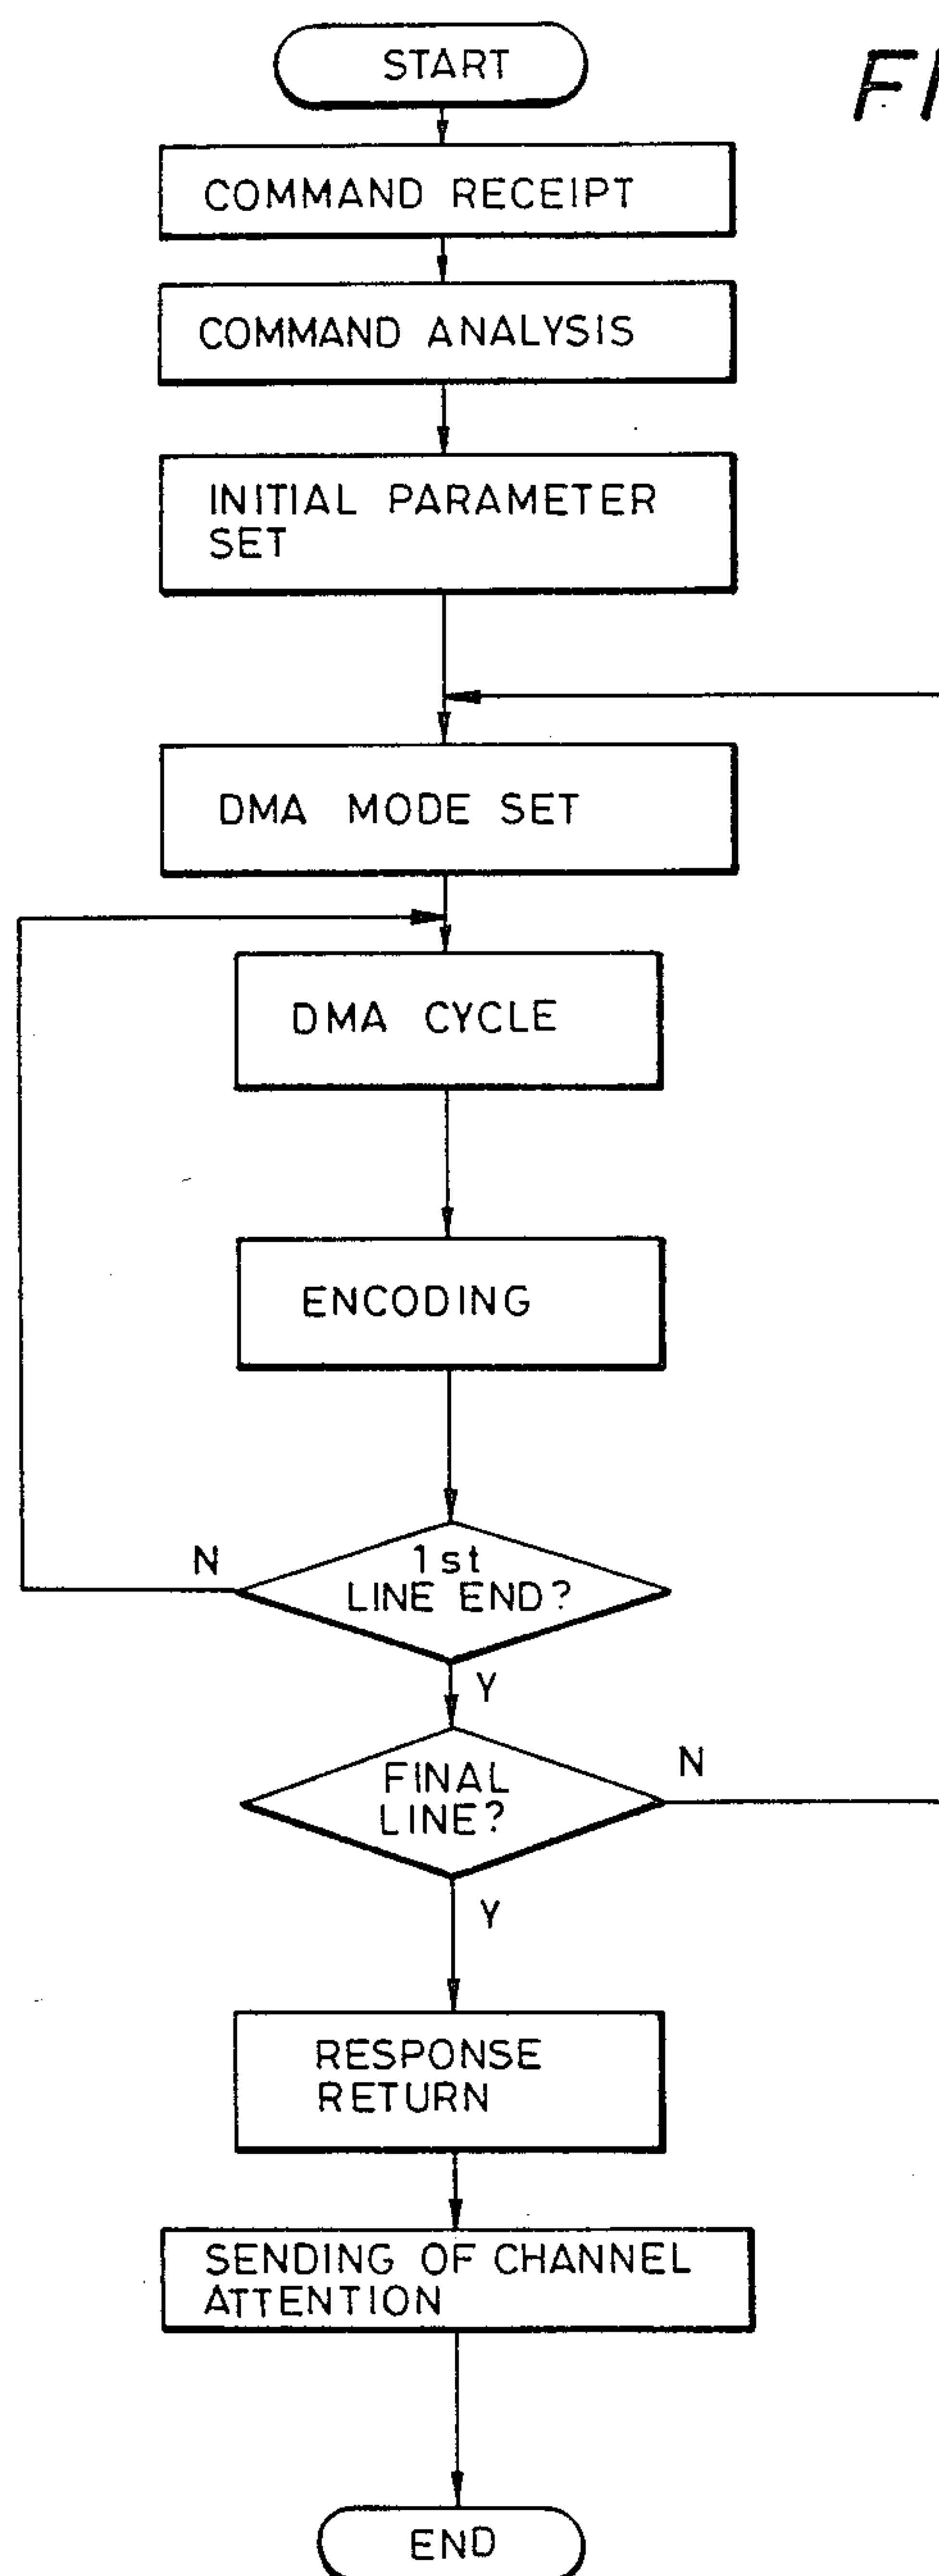 START
FI
COMMAND RECEIPT
COMMAND ANALYSIS
INITIAL PARAMETER
SET
DMA MODE SET
DMA CYCLE
ENCODING
N
1st
LINE END?
Y
FINAL
LINE?
N
Y
RESPONSE
RETURN
SENDING OF CHANNEL
ATTENTION
END